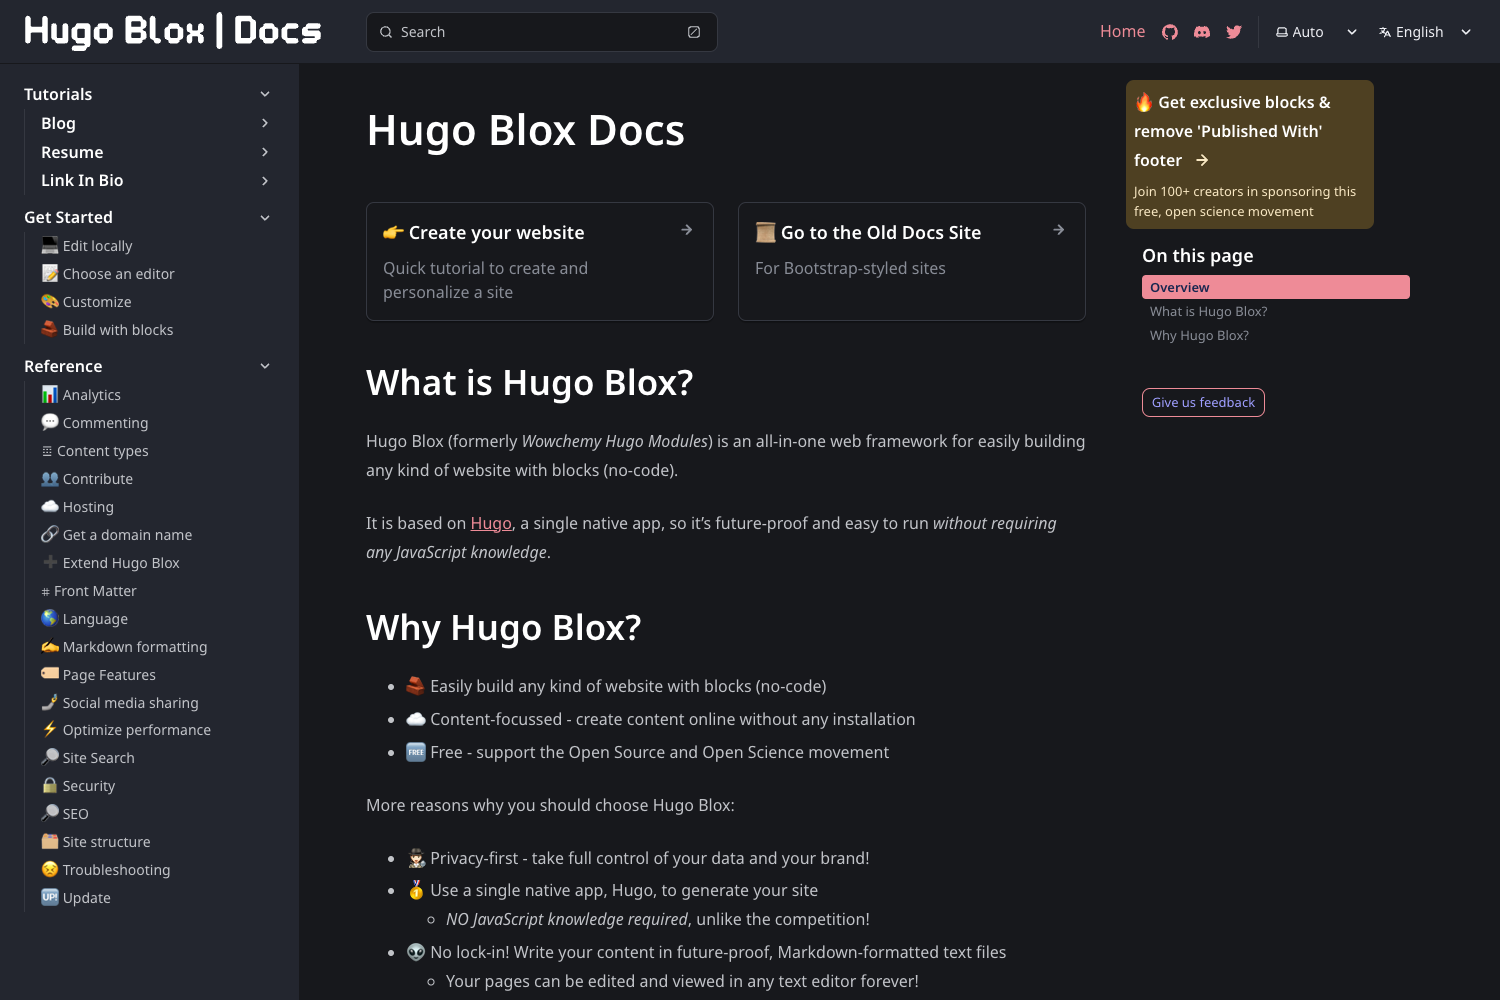 Hugo Blox | Docs
Search
Home
Auto
English
Tutorials
Blog
Resume
Link In Bio
Get Started
💻 Edit locally
📝 Choose an editor
🎨 Customize
🧱 Build with blocks
Reference
📊 Analytics
💬 Commenting
Content types
👥 Contribute
☁️ Hosting
🔗 Get a domain name
➕ Extend Hugo Blox
# Front Matter
🌎 Language
✍️ Markdown formatting
🏷️ Page Features
🤳 Social media sharing
⚡ Optimize performance
🔎 Site Search
🔒 Security
🔎 SEO
🗂️ Site structure
😣 Troubleshooting
🆙 Update
Hugo Blox Docs
👉 Create your website
Quick tutorial to create and
personalize a site
📜 Go to the Old Docs Site
For Bootstrap-styled sites
What is Hugo Blox?
Hugo Blox (formerly Wowchemy Hugo Modules) is an all-in-one web framework for easily building
any kind of website with blocks (no-code).
It is based on Hugo, a single native app, so it’s future-proof and easy to run without requiring
any JavaScript knowledge.
Why Hugo Blox?
• 🧱 Easily build any kind of website with blocks (no-code)
• ☁️ Content-focussed - create content online without any installation
• 🆓 Free - support the Open Source and Open Science movement
More reasons why you should choose Hugo Blox:
• 🕵️ Privacy-first - take full control of your data and your brand!
• 🥇 Use a single native app, Hugo, to generate your site
◦ NO JavaScript knowledge required, unlike the competition!
• 👽 No lock-in! Write your content in future-proof, Markdown-formatted text files
◦ Your pages can be edited and viewed in any text editor forever!
🔥 Get exclusive blocks &
remove 'Published With'
footer →
Join 100+ creators in sponsoring this
free, open science movement
On this page
Overview
What is Hugo Blox?
Why Hugo Blox?
Give us feedback